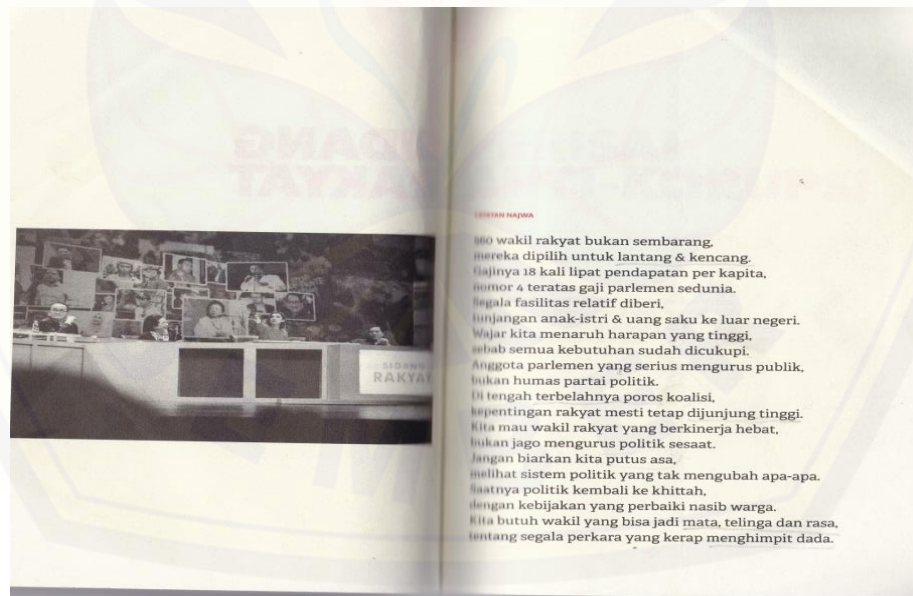 SIDANG
RAKYAT
CATATAN NAJWA
560 wakil rakyat bukan sembarang,
mereka dipilih untuk lantang & kencang.
Gajinya 18 kali lipat pendapatan per kapita,
nomor 4 teratas gaji parlemen sedunia.
Segala fasilitas relatif diberi,
tunjangan anak-istri & uang saku ke luar negeri.
Wajar kita menaruh harapan yang tinggi,
sebab semua kebutuhan sudah dicukupi.
Anggota parlemen yang serius mengurus publik,
bukan humas partai politik.
Di tengah terbelahnya poros koalisi,
kepentingan rakyat mesti tetap dijunjung tinggi.
Kita mau wakil rakyat yang berkinerja hebat,
bukan jago mengurus politik sesaat.
Jangan biarkan kita putus asa,
melihat sistem politik yang tak mengubah apa-apa.
Saatnya politik kembali ke khittah,
dengan kebijakan yang perbaiki nasib warga.
Kita butuh wakil yang bisa jadi mata, telinga dan rasa,
tentang segala perkara yang kerap menghimpit dada.